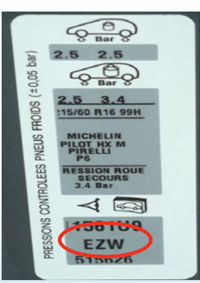 PRESSIONS CONTROLEES PNEUS FROIDS (±0,05 bar)
Bar
2.5 2.5
Bar
2.5 3.4
:15/60 R16 99H
MICHELIN
PILOT HX M
PIRELLI
P6
RESSION ROUE
SECOURS
3.4 Bar
EZW